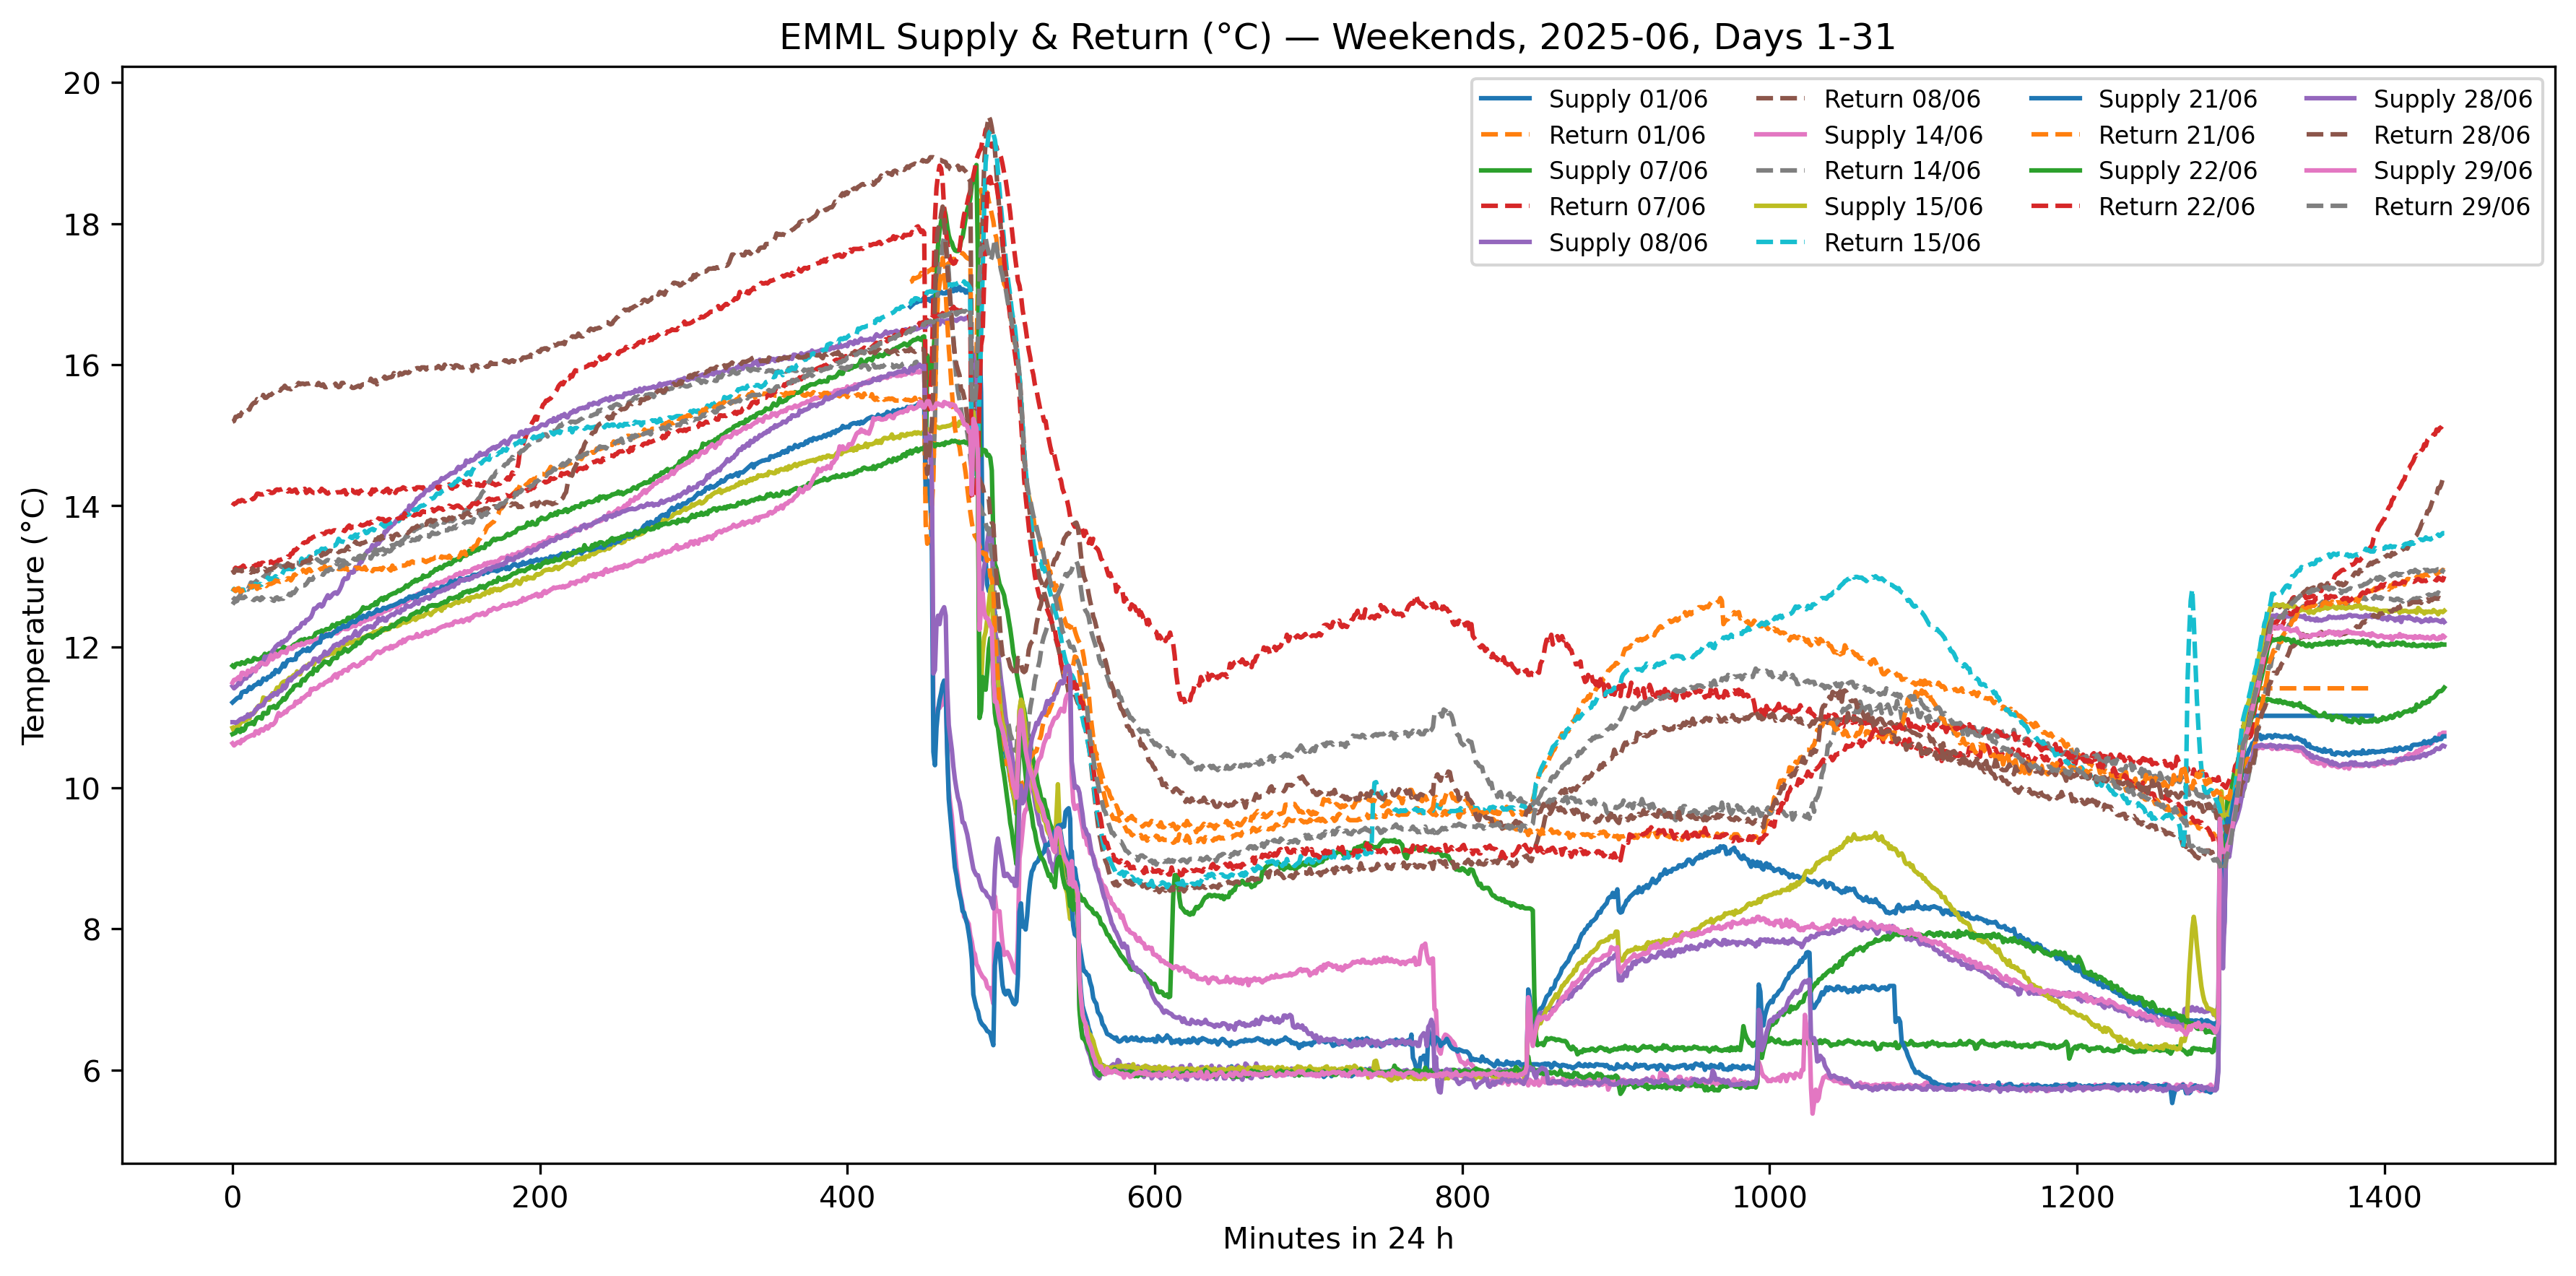 EMML Supply & Return (°C) — Weekends, 2025-06, Days 1-31
Temperature (°C)
20
18
16
14
12
10
8
6
Supply 01/06
Return 01/06
Supply 07/06
Return 07/06
Supply 08/06
Return 08/06
Supply 14/06
Return 14/06
Supply 15/06
Return 15/06
Supply 21/06
Return 21/06
Supply 22/06
Return 22/06
Supply 28/06
Return 28/06
Supply 29/06
Return 29/06
0 200 400 600 800 1000 1200 1400
Minutes in 24 h